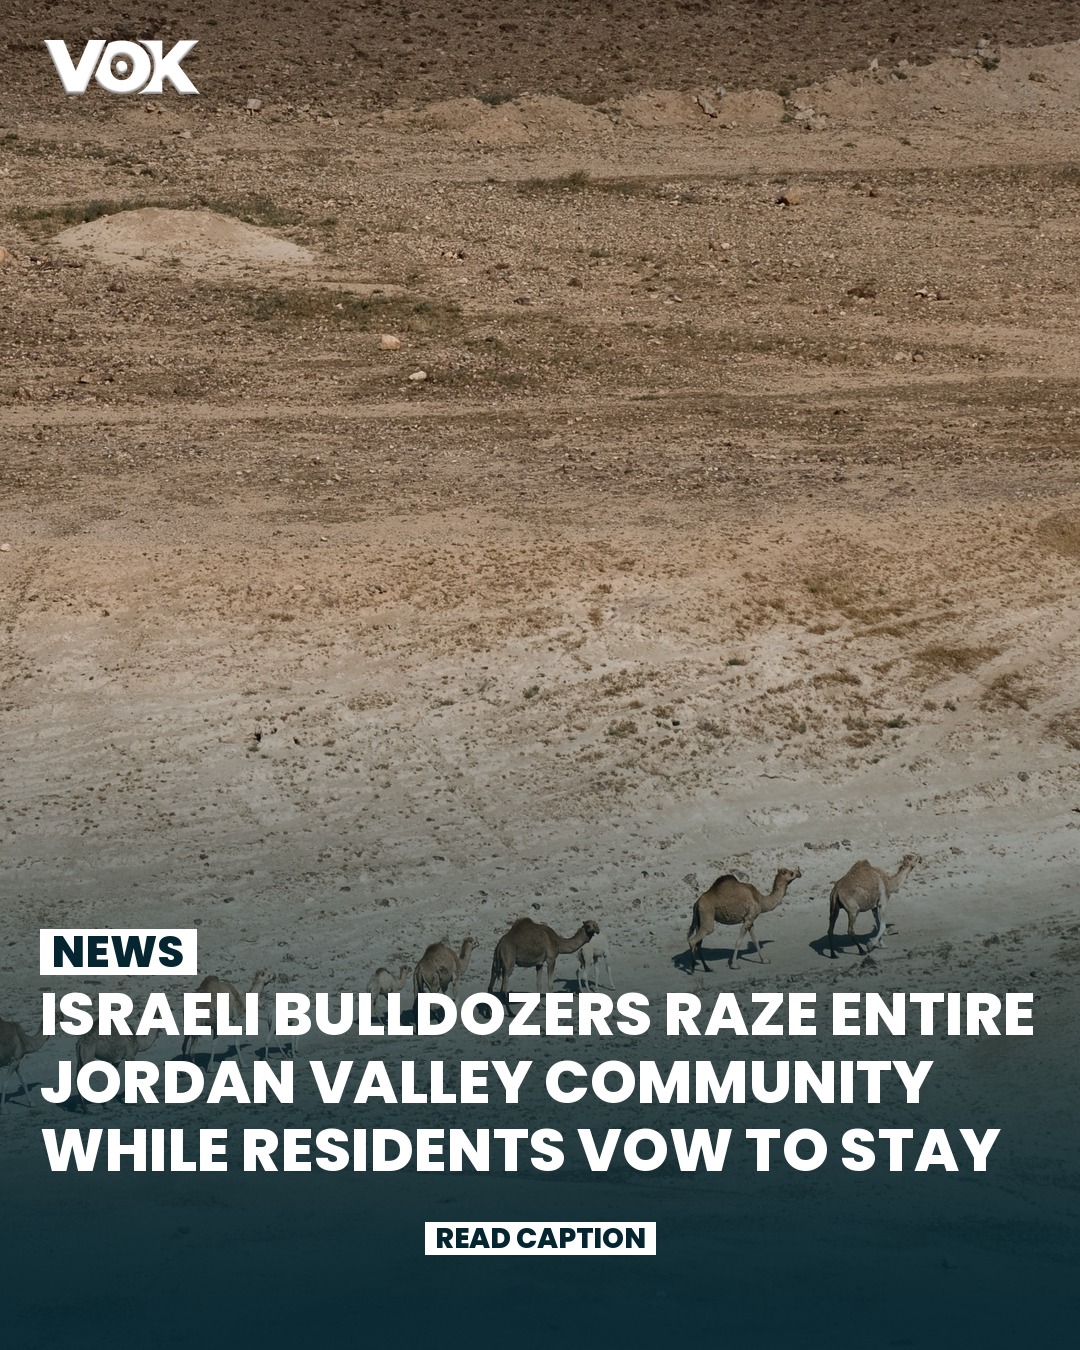 VOK
NEWS
ISRAELI BULLDOZERS RAZE ENTIRE
JORDAN VALLEY COMMUNITY
WHILE RESIDENTS VOW TO STAY
READ CAPTION